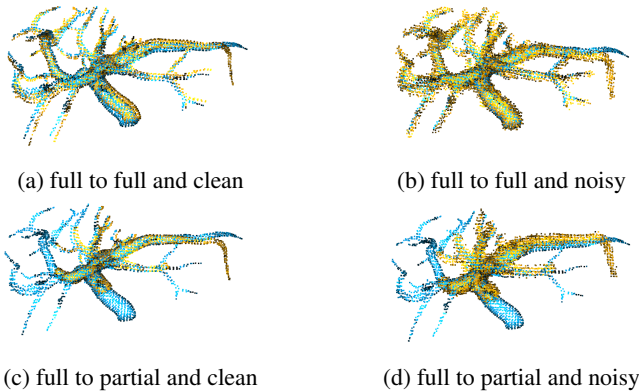 (a) full to full and clean
(b) full to full and noisy
(c) full to partial and clean
(d) full to partial and noisy